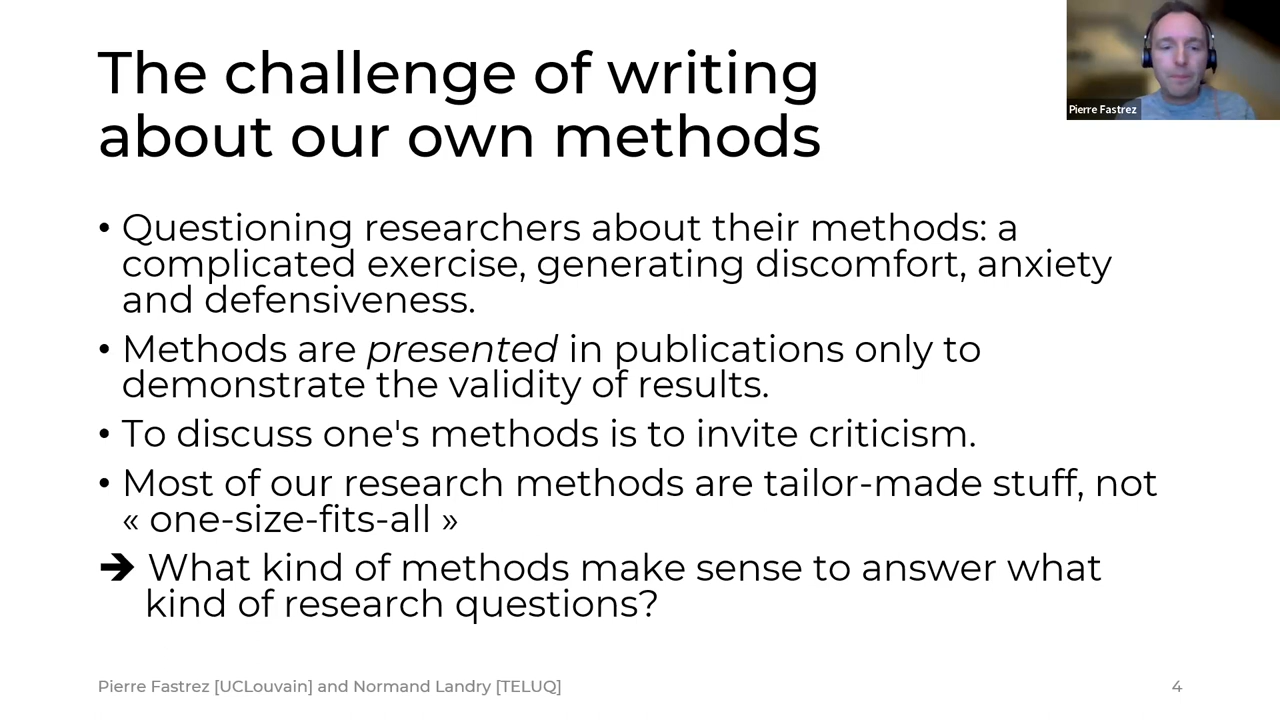 The challenge of writing
about our own methods
Pierre Fastrez
• Questioning researchers about their methods: a
complicated exercise, generating discomfort, anxiety
and defensiveness.
• Methods are presented in publications only to
demonstrate the validity of results.
• To discuss one's methods is to invite criticism.
• Most of our research methods are tailor-made stuff, not
« one-size-fits-all »
➔ What kind of methods make sense to answer what
kind of research questions?
Pierre Fastrez [UCLouvain] and Normand Landry [TELUQ]
4